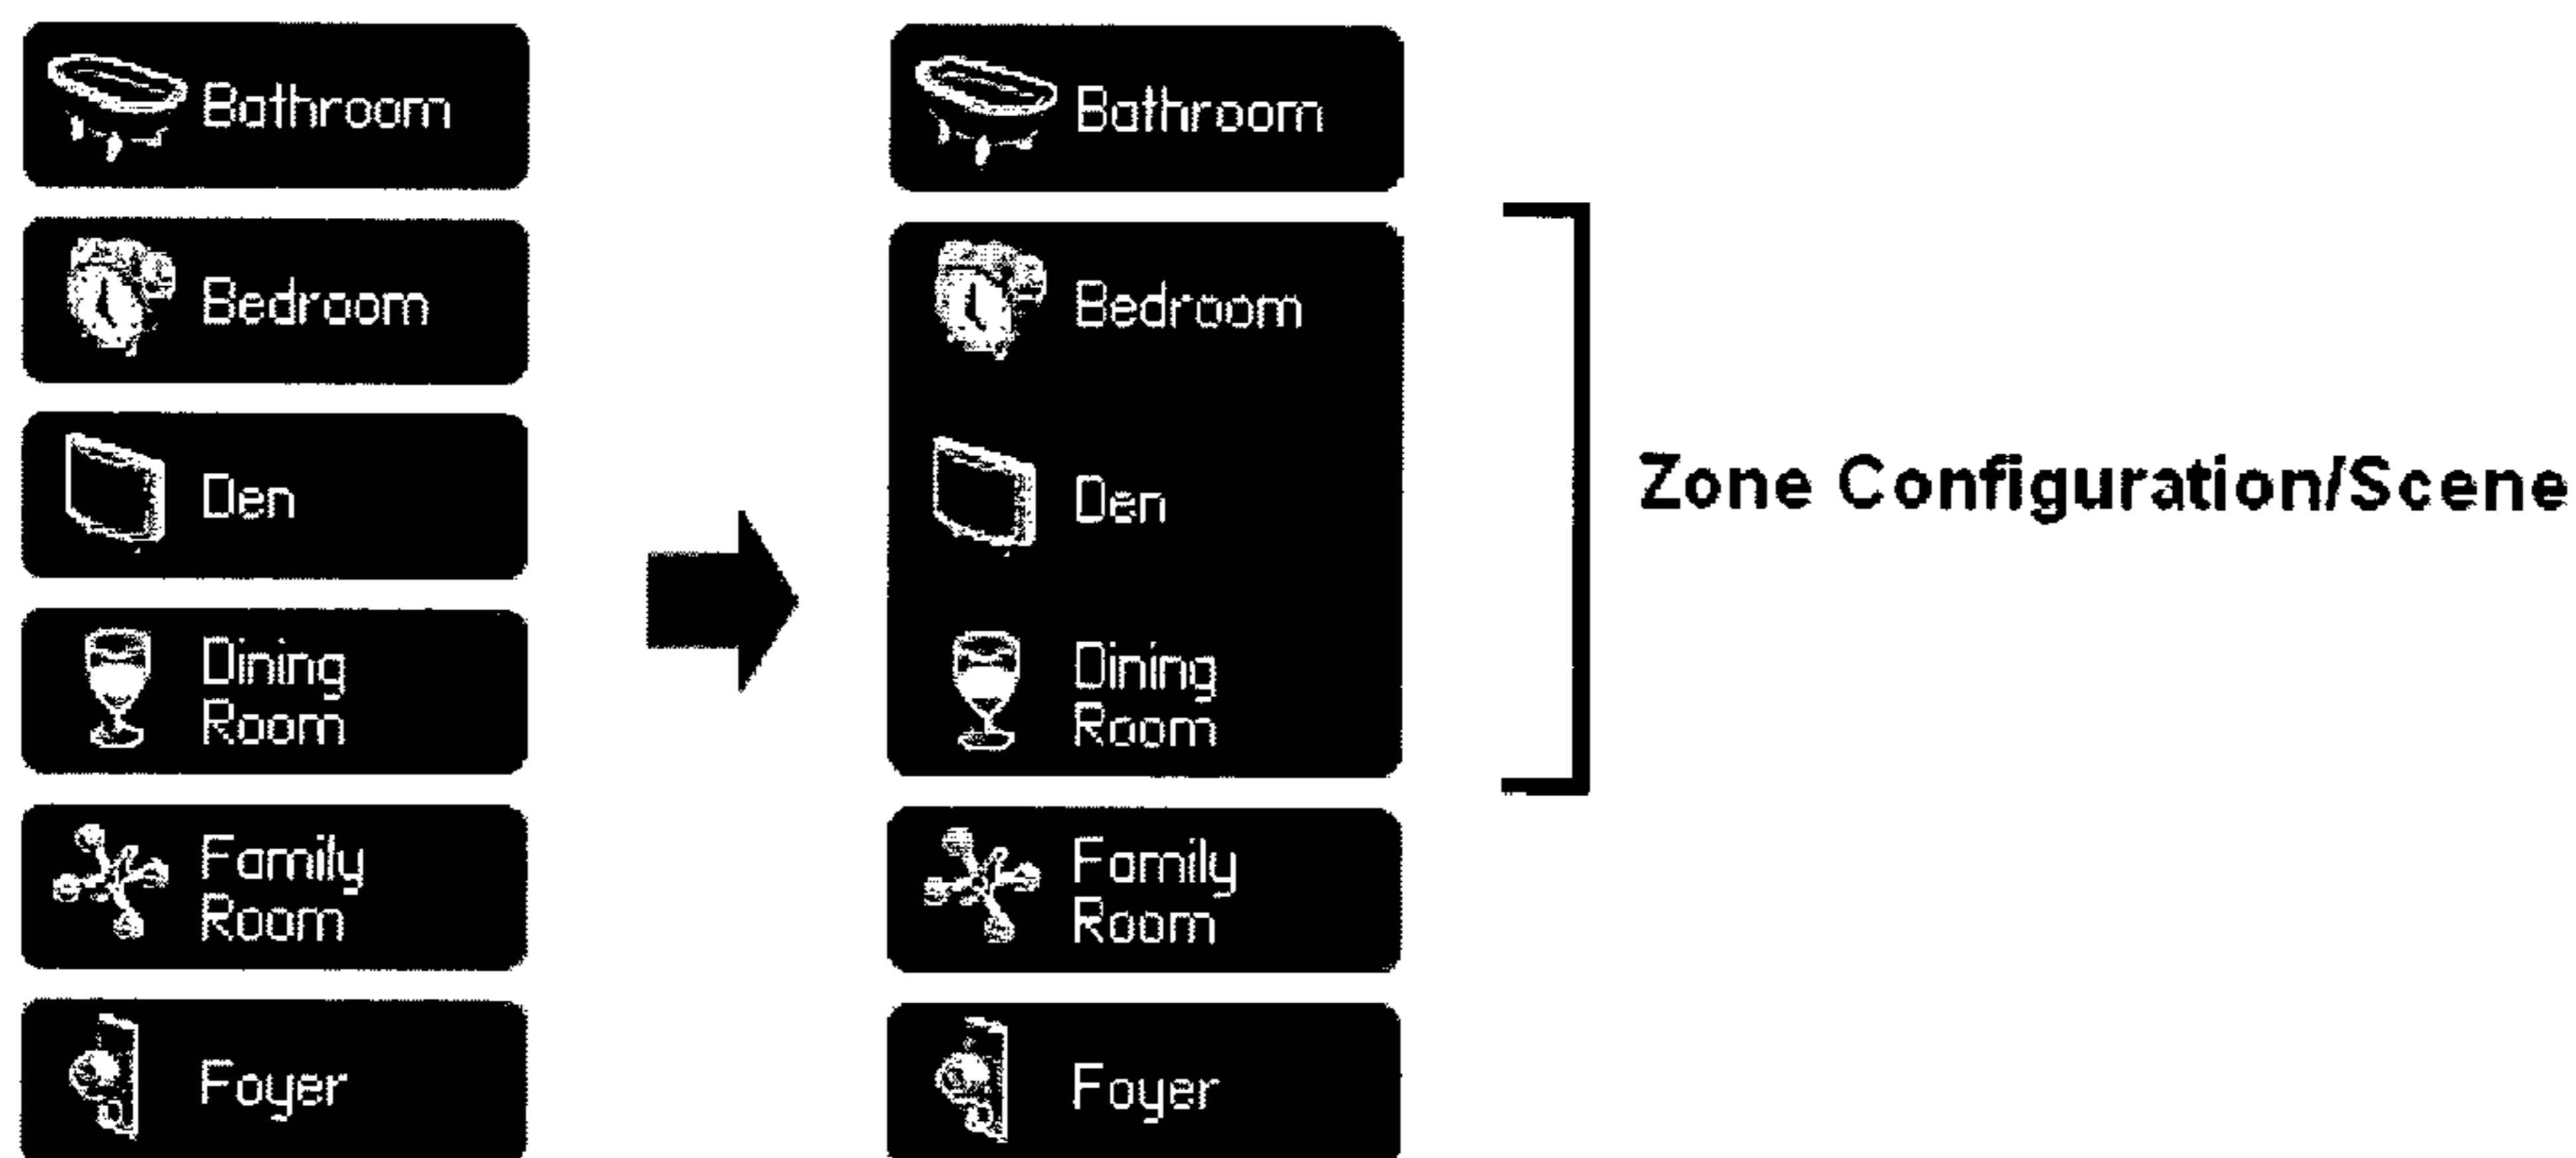 Bathroom
Bedroom
Den
Dining
Room
Family
Room
Foyer
Bathroom
Bedroom
Den
Dining
Room
Family
Room
Foyer
Zone Configuration/Scene